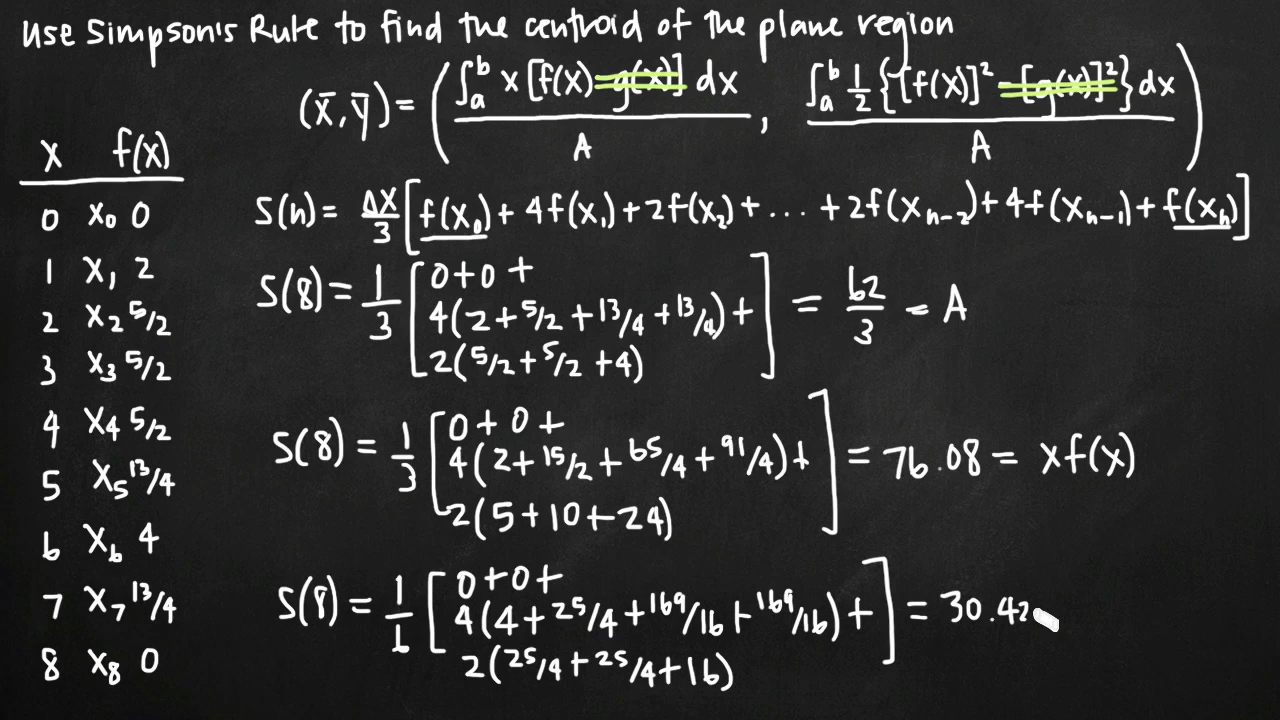 Use Simpson's Rule to find the centroid of the plane region
(x̄, ȳ) = ( ∫ₐᵇ x [f(x) - g(x)] dx / A , ∫ₐᵇ 1/2 {[f(x)]² - [g(x)]²} dx / A )
x f(x)
0 x₀ 0
1 x₁ 2
2 x₂ 5/2
3 x₃ 5/2
4 x₄ 5/2
5 x₅ 13/4
6 x₆ 4
7 x₇ 13/4
8 x₈ 0
S(n) = Δx/3 [f(x₀) + 4f(x₁) + 2f(x₂) + ... + 2f(xₙ₋₂) + 4f(xₙ₋₁) + f(xₙ)]
S(8) = 1/3 [ 0+0+
4(2 + 5/2 + 13/4 + 13/4) +
2(5/2 + 5/2 + 4) ] = 62/3 = A
S(8) = 1/3 [ 0+0+
4(2 + 15/2 + 65/4 + 91/4) +
2(5+10+24) ] = 76.08 = xf(x)
S(8) = 1/6 [ 0+0+
4(4 + 25/4 + 169/16 + 169/16) +
2(25/4 + 25/4 + 16) ] = 30.42